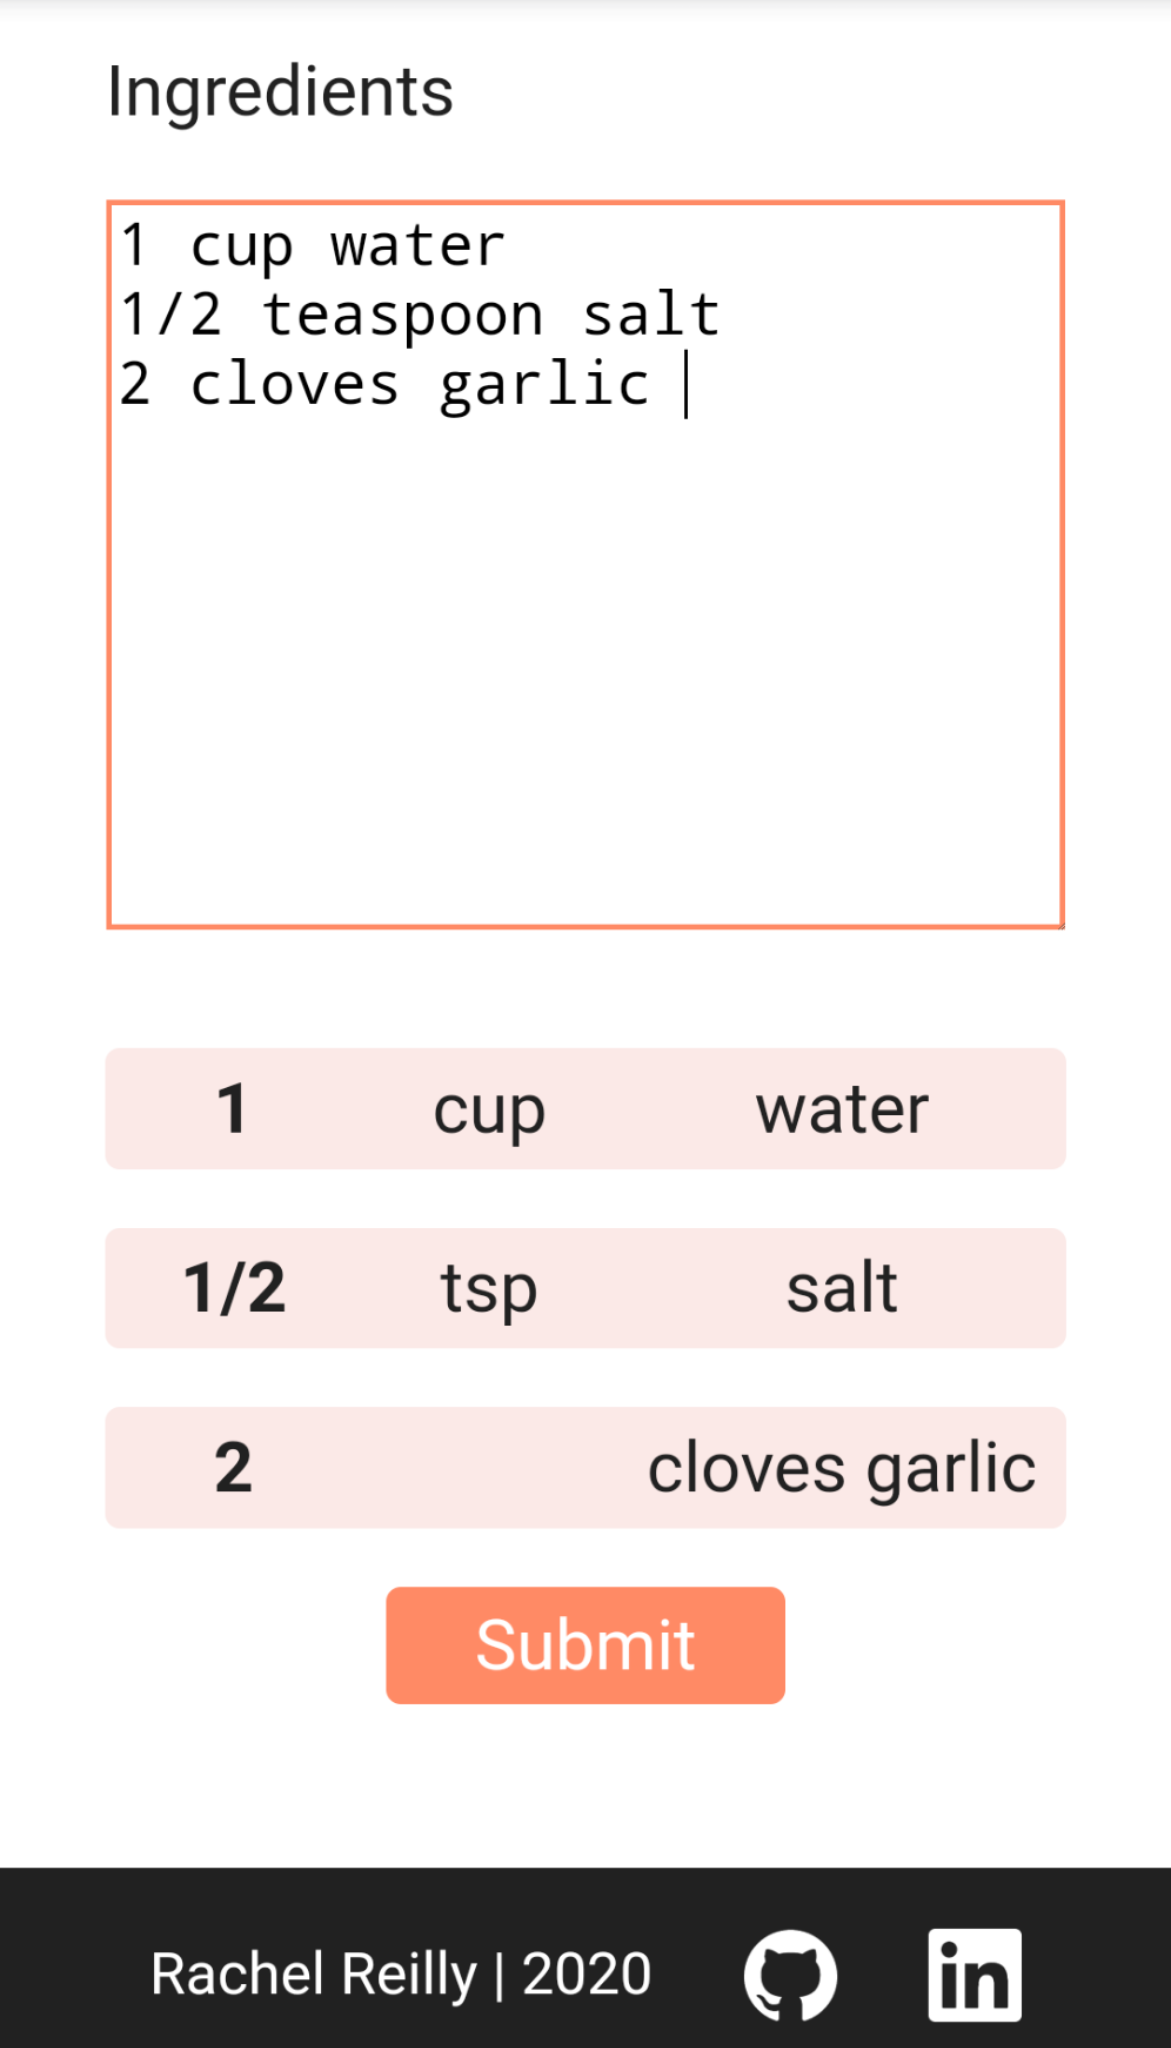 Ingredients
1 cup water
1/2 teaspoon salt
2 cloves garlic
1 cup water
1/2 tsp salt
2 cloves garlic
Submit
Rachel Reilly | 2020 in